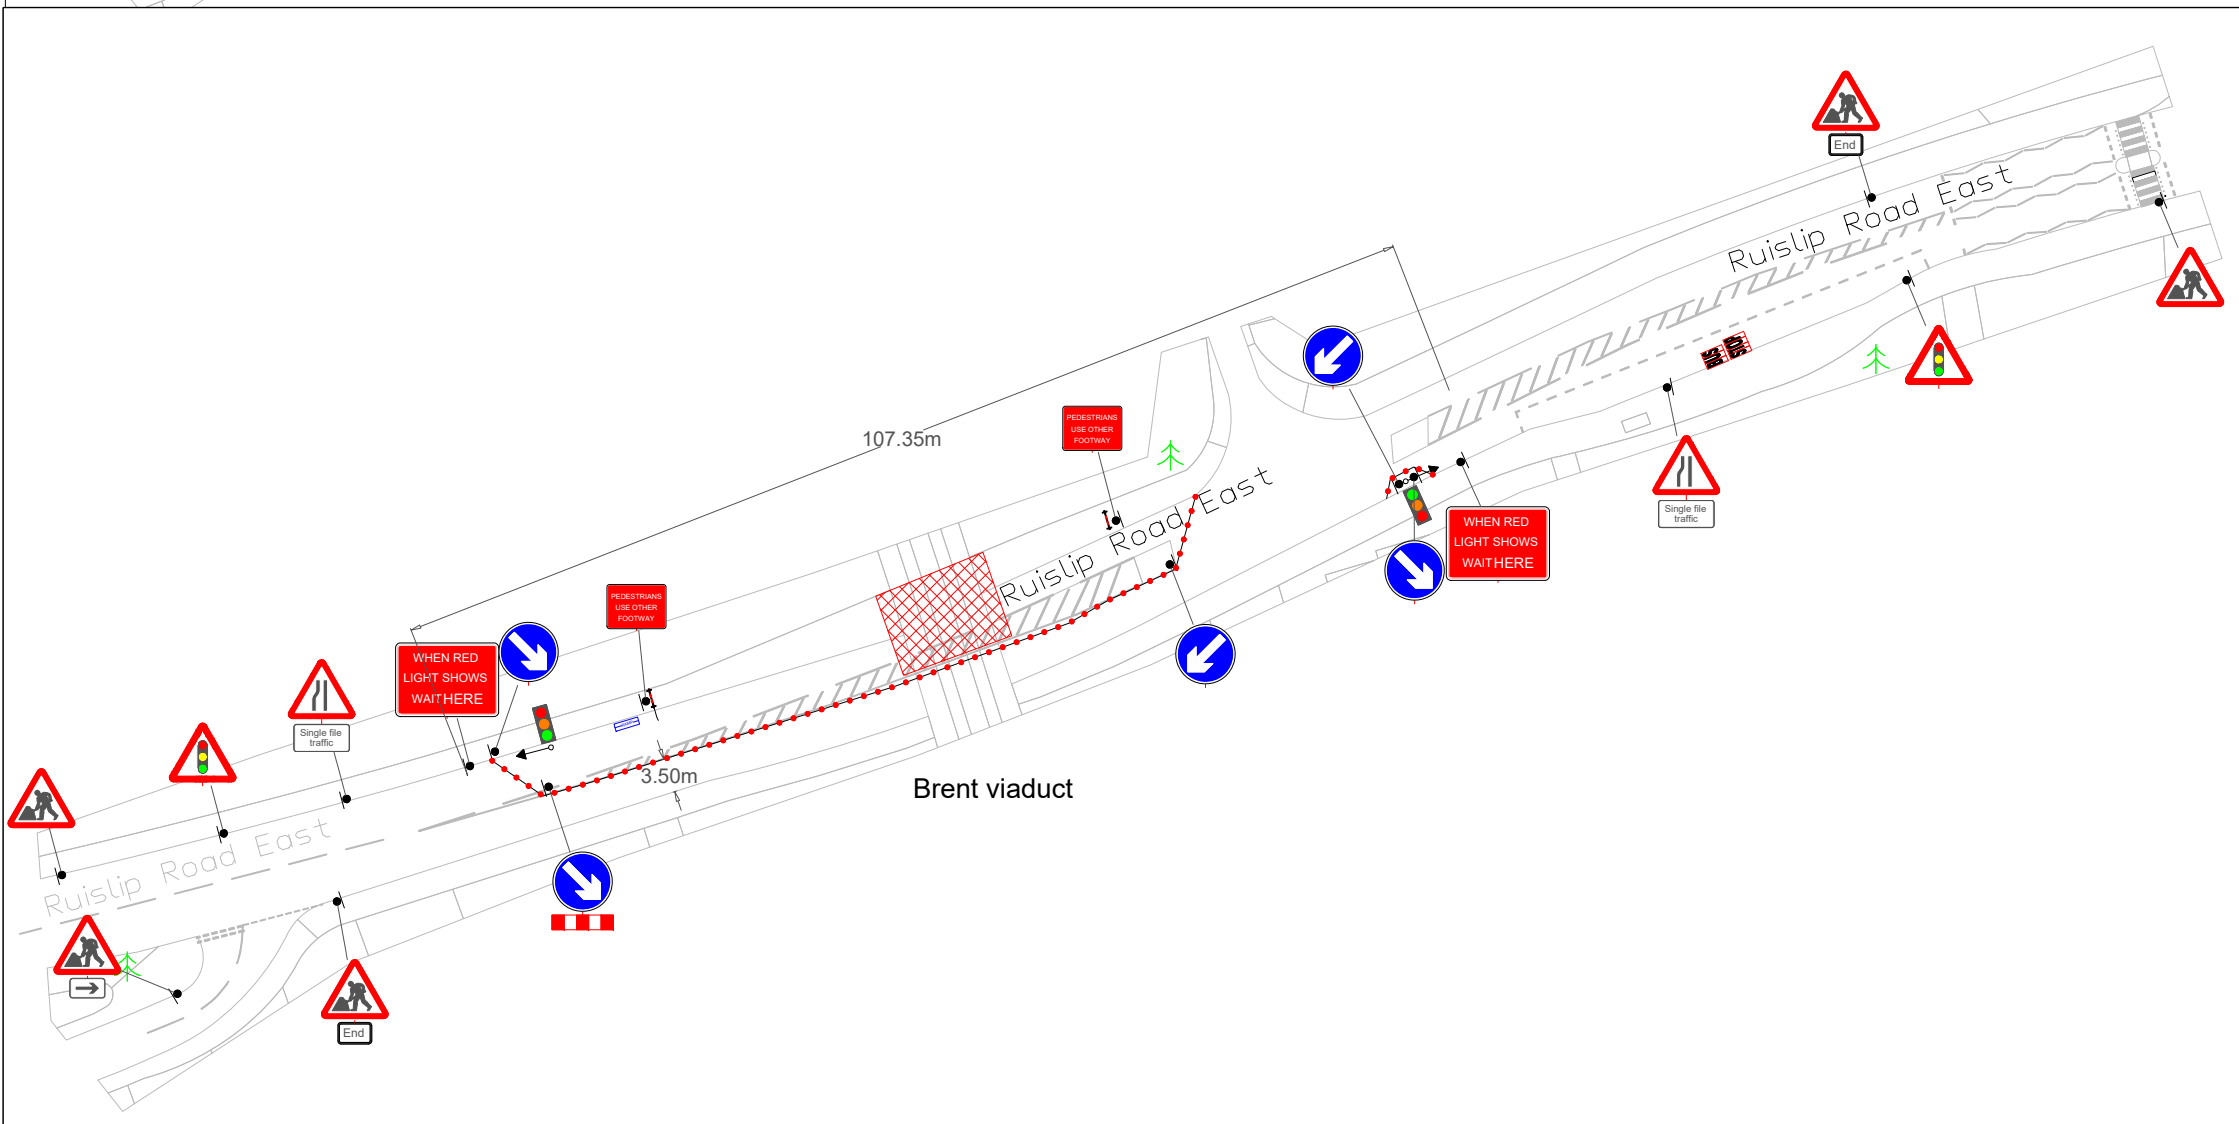 End
Ruislip Road East
BUS
STOP
107.35m
PEDESTRIANS
USE OTHER
FOOTWAY
Ruislip Road East
Single file
traffic
WHEN RED
LIGHT SHOWS
WAIT HERE
PEDESTRIANS
USE OTHER
FOOTWAY
WHEN RED
LIGHT SHOWS
WAIT HERE
Single file
traffic
3.50m
Brent viaduct
Ruislip Road East
End